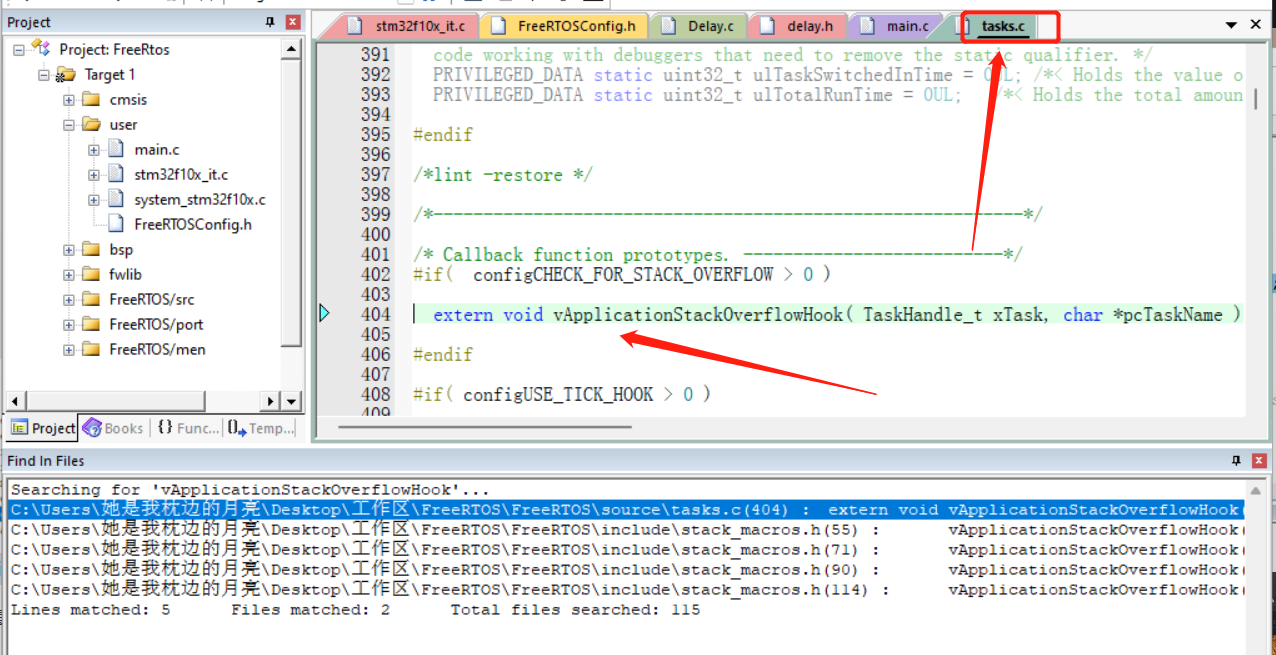 Project
Project: FreeRtos
Target 1
cmsis
user
main.c
stm32f10x_it.c
system_stm32f10x.c
FreeRTOSConfig.h
bsp
fwlib
FreeRTOS/src
FreeRTOS/port
FreeRTOS/men
Project Books {} Func... Temp...
stm32f10x_it.c FreeRTOSConfig.h Delay.c delay.h main.c tasks.c
391 code working with debuggers that need to remove the static qualifier. */
392 PRIVILEGED_DATA static uint32_t ulTaskSwitchedInTime = 0UL; /*< Holds the value o
393 PRIVILEGED_DATA static uint32_t ulTotalRunTime = 0UL; /*< Holds the total amoun
394
395 #endif
396
397 /*lint -restore */
398
399 /*-----------------------------------------------------------*/
400
401 /* Callback function prototypes. --------------------------*/
402 #if( configCHECK_FOR_STACK_OVERFLOW > 0 )
403
404 extern void vApplicationStackOverflowHook( TaskHandle_t xTask, char *pcTaskName )
405
406 #endif
407
408 #if( configUSE_TICK_HOOK > 0 )
409
Find In Files
Searching for 'vApplicationStackOverflowHook'...
C:\Users\她是我枕边的月亮\Desktop\工作区\FreeRTOS\FreeRTOS\source\tasks.c(404) : extern void vApplicationStackOverflowHook(
C:\Users\她是我枕边的月亮\Desktop\工作区\FreeRTOS\FreeRTOS\include\stack_macros.h(55) : vApplicationStackOverflowHook(
C:\Users\她是我枕边的月亮\Desktop\工作区\FreeRTOS\FreeRTOS\include\stack_macros.h(71) : vApplicationStackOverflowHook(
C:\Users\她是我枕边的月亮\Desktop\工作区\FreeRTOS\FreeRTOS\include\stack_macros.h(90) : vApplicationStackOverflowHook(
C:\Users\她是我枕边的月亮\Desktop\工作区\FreeRTOS\FreeRTOS\include\stack_macros.h(114) : vApplicationStackOverflowHook(
Lines matched: 5 Files matched: 2 Total files searched: 115